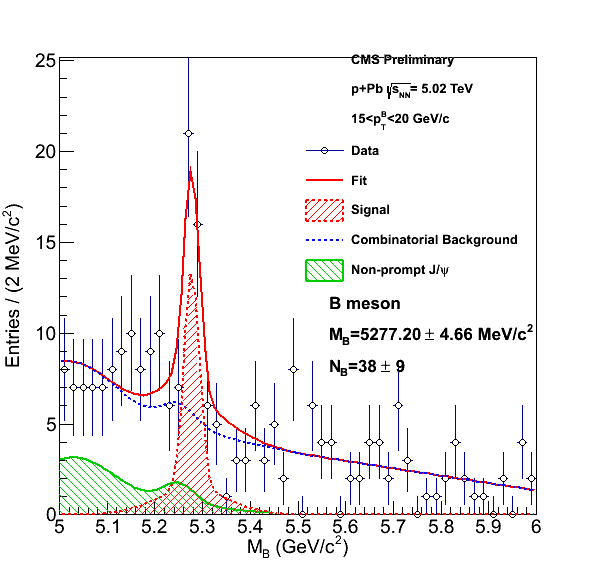 CMS Preliminary
p+Pb √sNN= 5.02 TeV
15<pTB<20 GeV/c
Data
Fit
Signal
Combinatorial Background
Non-prompt J/ψ
B meson
MB=5277.20 ± 4.66 MeV/c2
NB=38 ± 9
Entries / (2 MeV/c2)
25
20
15
10
5
0
5 5.1 5.2 5.3 5.4 5.5 5.6 5.7 5.8 5.9 6
MB (GeV/c2)